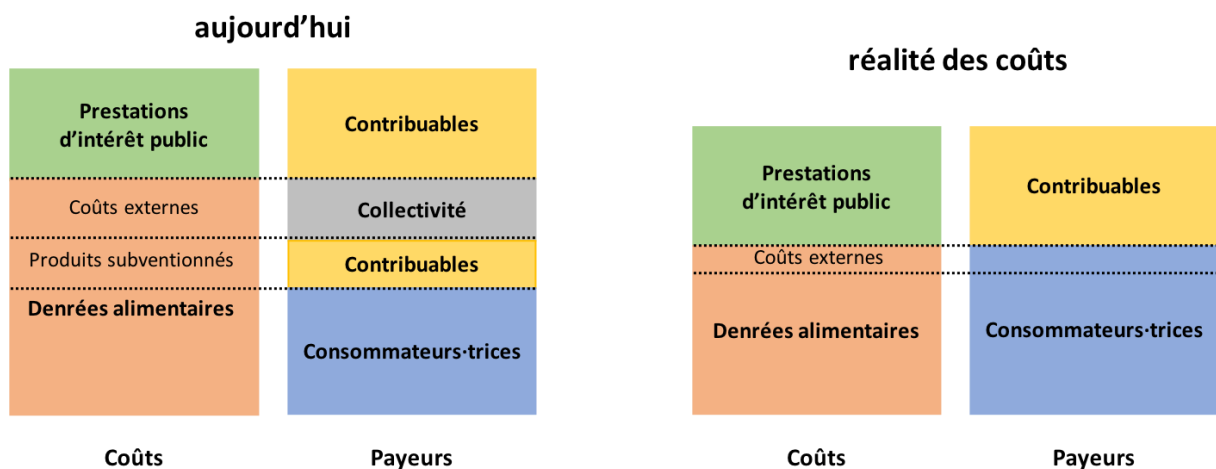 aujourd’hui
Prestations
d’intérêt public
Contribuables
Coûts externes
Collectivité
Produits subventionnés
Contribuables
Denrées alimentaires
Consommateurs·trices
Coûts
Payeurs
réalité des coûts
Prestations
d’intérêt public
Contribuables
Coûts externes
Denrées alimentaires
Consommateurs·trices
Coûts
Payeurs